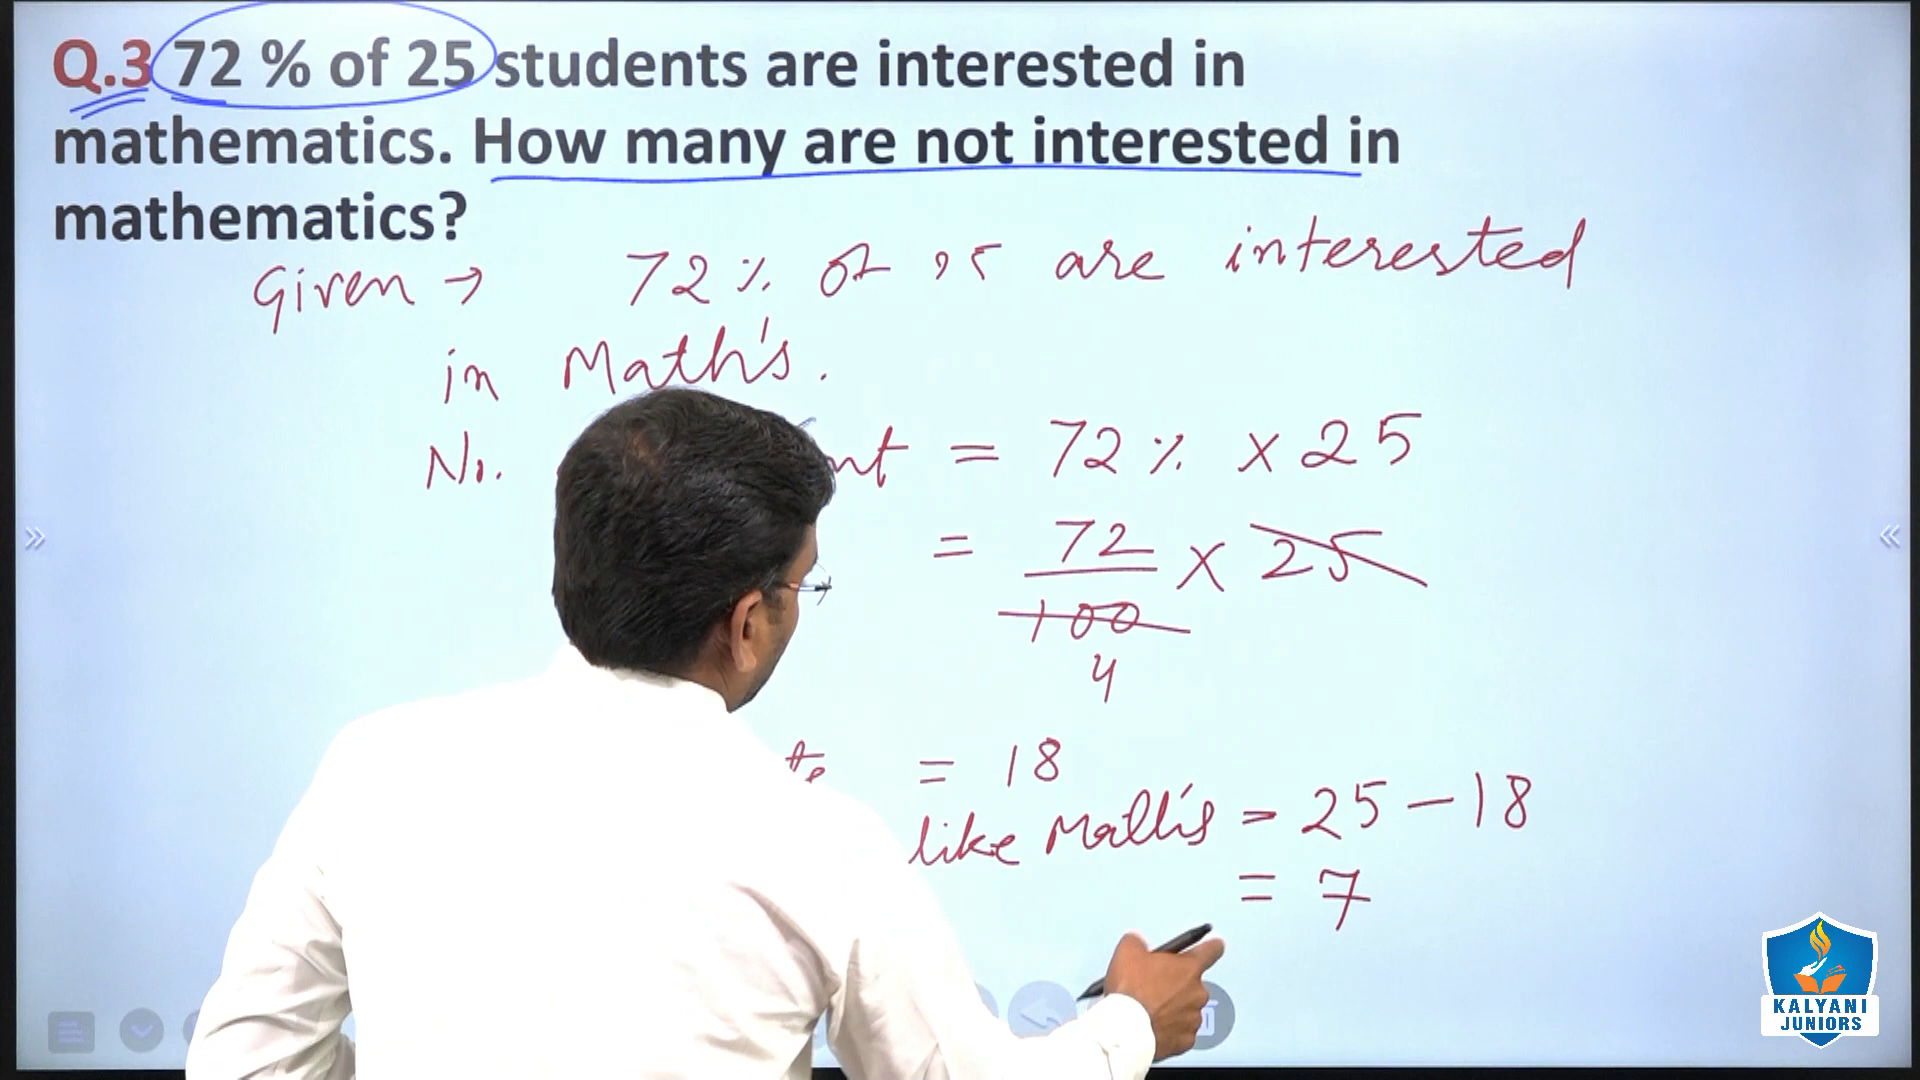 Q.3 72 % of 25 students are interested in
mathematics. How many are not interested in
mathematics?
Given → 72 % of 25 are interested
in Math's.
No. nt = 72 % × 25
= 72/100 × 25
4
= 18
like Math's = 25 - 18
= 7
KALYANI
JUNIORS